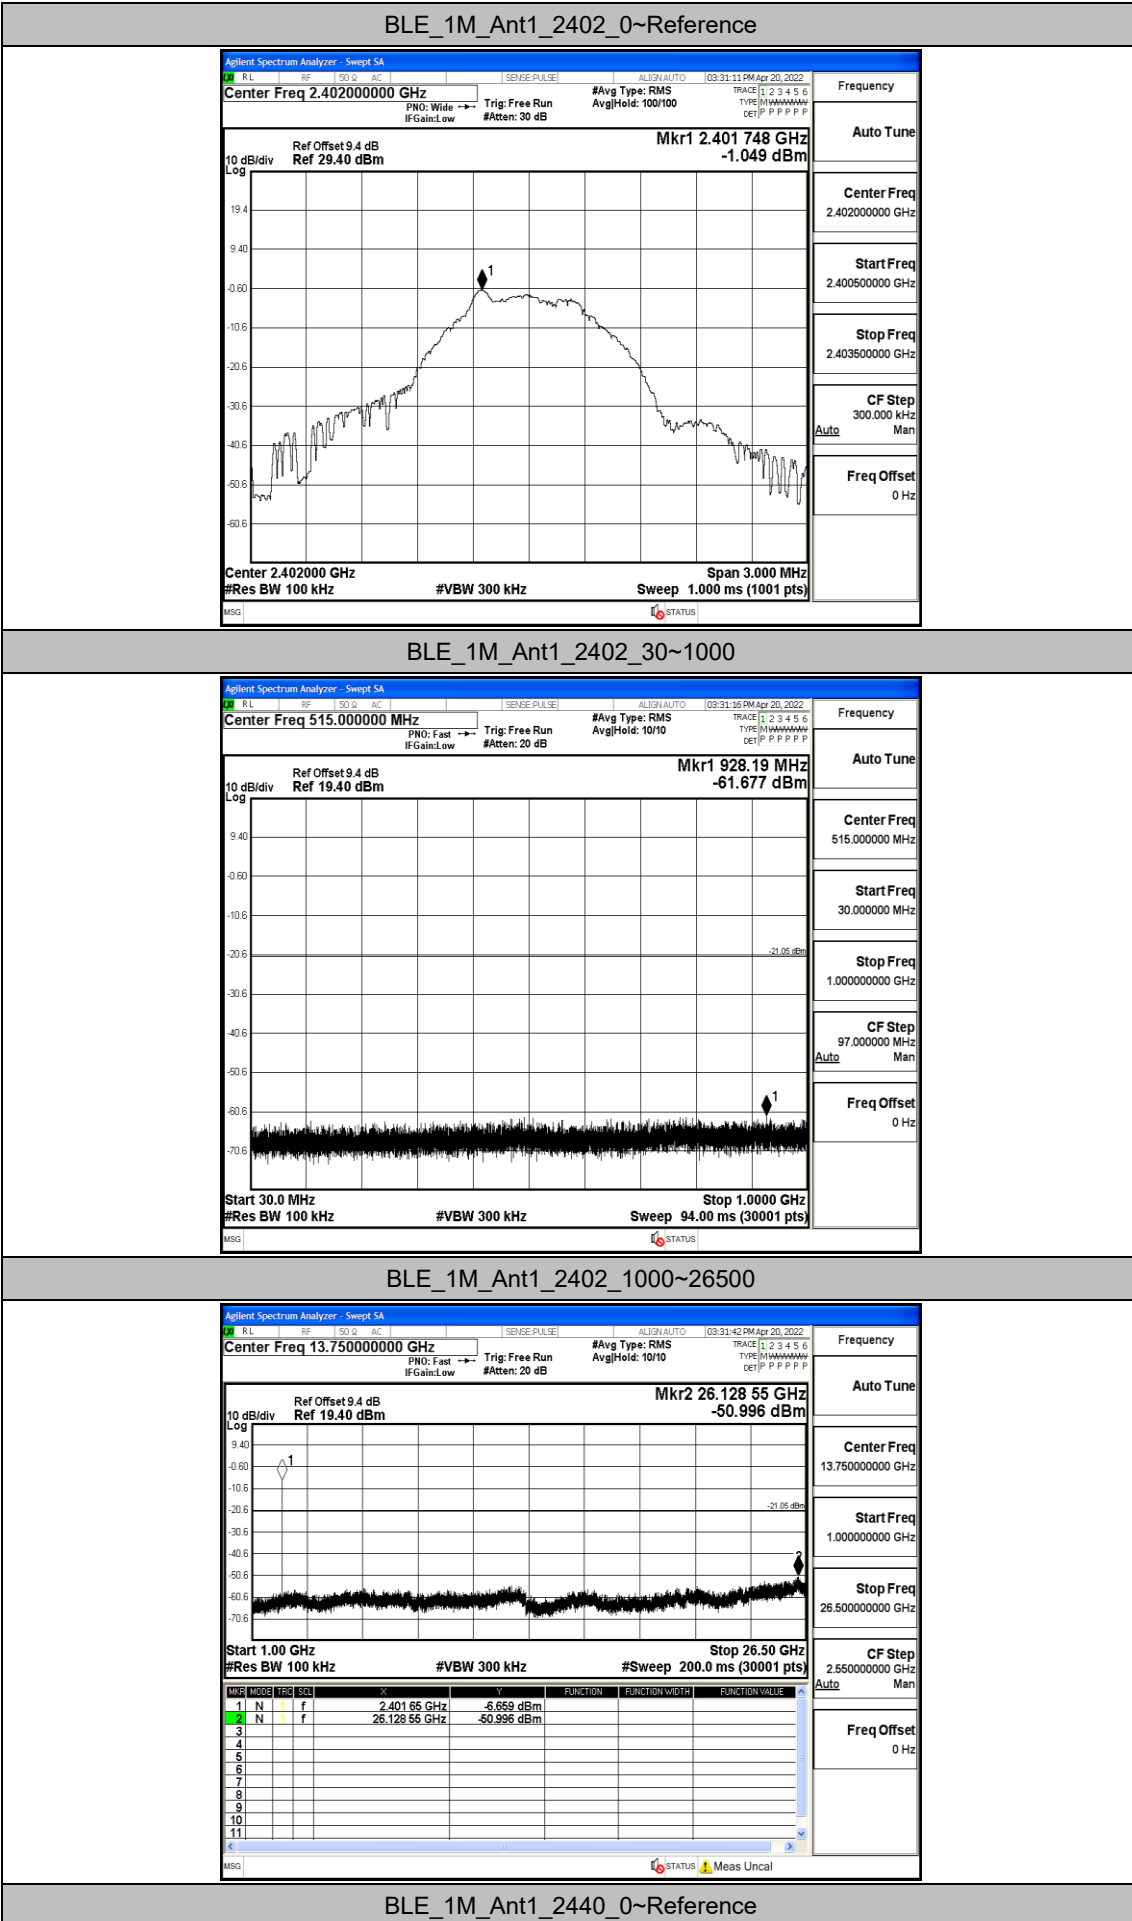 BLE_1M_Ant1_2402_0~Reference
Agilent Spectrum Analyzer - Swept SA
LXI RL RF 50 Ω AC SENSE:PULSE ALIGNAUTO 03:31:11 PM Apr 20, 2022
Center Freq 2.402000000 GHz
PNO: Wide Trig: Free Run
IFGain:Low #Atten: 30 dB
#Avg Type: RMS
Avg|Hold: 100/100
TRACE 1 2 3 4 5 6
TYPE M
DET P P P P P P
Frequency
Ref Offset 9.4 dB
10 dB/div Ref 29.40 dBm
Log
Mkr1 2.401 748 GHz
-1.049 dBm
19.4
9.40
-0.60
-10.6
-20.6
-30.6
-40.6
-50.6
-60.6
1
Center 2.402000 GHz Span 3.000 MHz
#Res BW 100 kHz #VBW 300 kHz Sweep 1.000 ms (1001 pts)
MSG STATUS
Auto Tune
Center Freq
2.402000000 GHz
Start Freq
2.400500000 GHz
Stop Freq
2.403500000 GHz
CF Step
300.000 kHz
Auto Man
Freq Offset
0 Hz
BLE_1M_Ant1_2402_30~1000
Agilent Spectrum Analyzer - Swept SA
LXI RL RF 50 Ω AC SENSE:PULSE ALIGNAUTO 03:31:16 PM Apr 20, 2022
Center Freq 515.000000 MHz
PNO: Fast Trig: Free Run
IFGain:Low #Atten: 20 dB
#Avg Type: RMS
Avg|Hold: 10/10
TRACE 1 2 3 4 5 6
TYPE M
DET P P P P P P
Frequency
Ref Offset 9.4 dB
10 dB/div Ref 19.40 dBm
Log
Mkr1 928.19 MHz
-61.677 dBm
9.40
-0.60
-10.6
-20.6
-30.6
-40.6
-50.6
-60.6
-70.6
-21.05 dBm
1
Start 30.0 MHz Stop 1.0000 GHz
#Res BW 100 kHz #VBW 300 kHz Sweep 94.00 ms (30001 pts)
MSG STATUS
Auto Tune
Center Freq
515.000000 MHz
Start Freq
30.000000 MHz
Stop Freq
1.000000000 GHz
CF Step
97.000000 MHz
Auto Man
Freq Offset
0 Hz
BLE_1M_Ant1_2402_1000~26500
Agilent Spectrum Analyzer - Swept SA
LXI RL RF 50 Ω AC SENSE:PULSE ALIGNAUTO 03:31:42 PM Apr 20, 2022
Center Freq 13.750000000 GHz
PNO: Fast Trig: Free Run
IFGain:Low #Atten: 20 dB
#Avg Type: RMS
Avg|Hold: 10/10
TRACE 1 2 3 4 5 6
TYPE M
DET P P P P P P
Frequency
Ref Offset 9.4 dB
10 dB/div Ref 19.40 dBm
Log
Mkr2 26.128 55 GHz
-50.996 dBm
9.40
-0.60
-10.6
-20.6
-30.6
-40.6
-50.6
-60.6
-70.6
1
-21.05 dBm
2
Start 1.00 GHz Stop 26.50 GHz
#Res BW 100 kHz #VBW 300 kHz #Sweep 200.0 ms (30001 pts)
MKR MODE TRC SCL X Y FUNCTION FUNCTION WIDTH FUNCTION VALUE
1 N 1 f 2.401 65 GHz -6.659 dBm
2 N 1 f 26.128 55 GHz -50.996 dBm
3
4
5
6
7
8
9
10
11
MSG STATUS Meas Uncal
Auto Tune
Center Freq
13.750000000 GHz
Start Freq
1.000000000 GHz
Stop Freq
26.500000000 GHz
CF Step
2.550000000 GHz
Auto Man
Freq Offset
0 Hz
BLE_1M_Ant1_2440_0~Reference